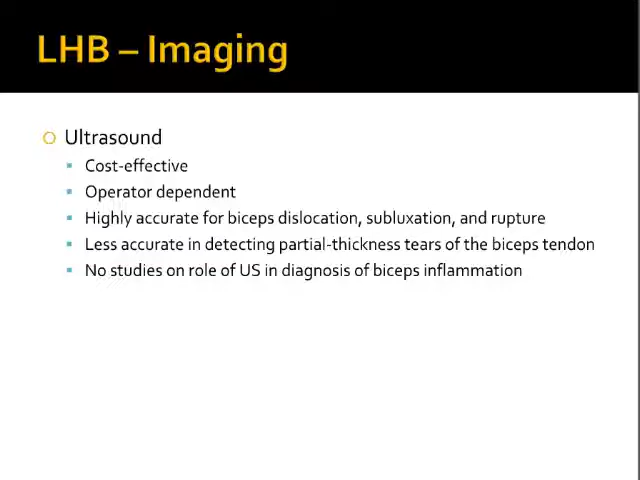 LHB – Imaging
Ultrasound
Cost-effective
Operator dependent
Highly accurate for biceps dislocation, subluxation, and rupture
Less accurate in detecting partial-thickness tears of the biceps tendon
No studies on role of US in diagnosis of biceps inflammation